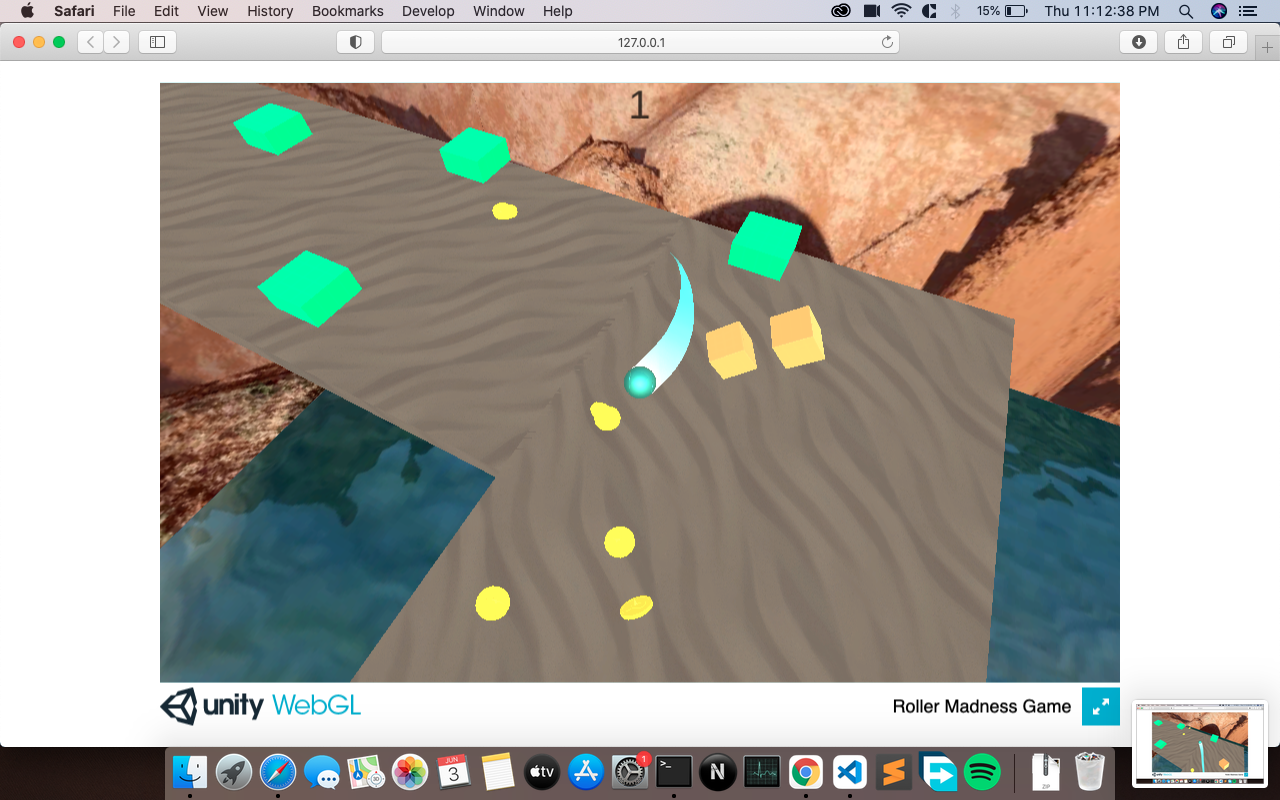 Safari File Edit View History Bookmarks Develop Window Help 15% Thu 11:12:38 PM
127.0.0.1
1
unity WebGL
Roller Madness Game
JUN
3
tv
1
>_
N
ZIP